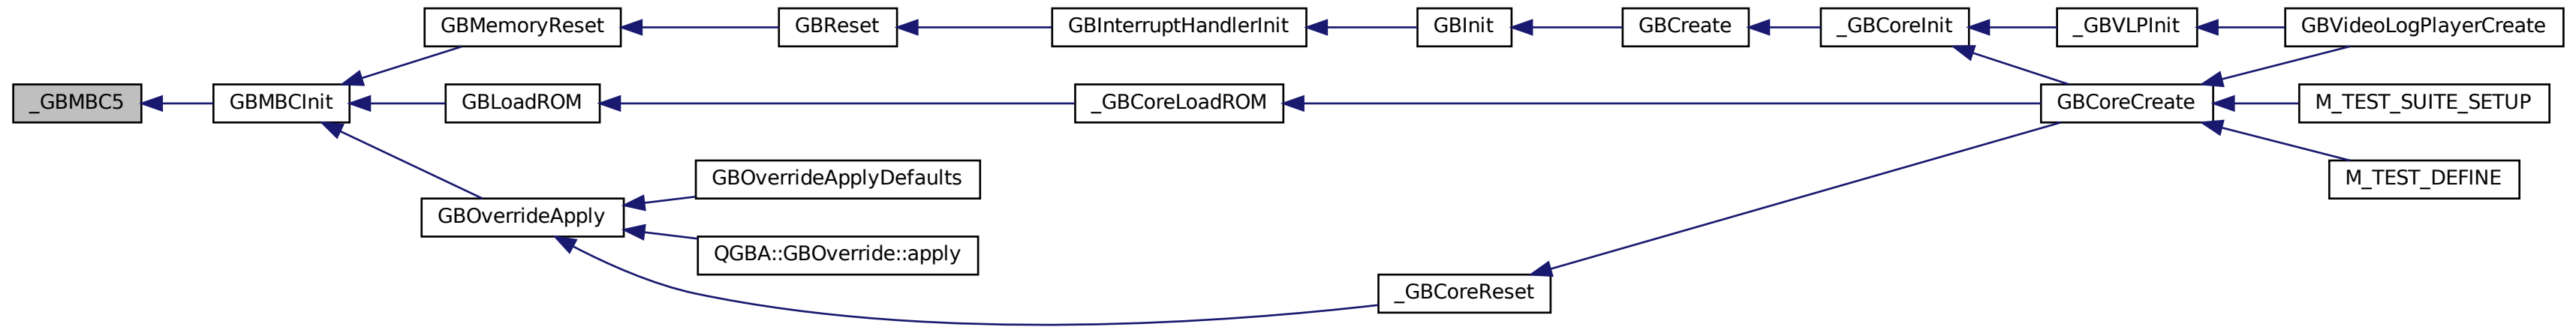 GBMemoryReset
GBReset
GBInterruptHandlerInit
GBInit
GBCreate
_GBCoreInit
_GBVLPInit
GBVideoLogPlayerCreate
_GBMBC5
GBMBCInit
GBLoadROM
_GBCoreLoadROM
GBCoreCreate
M_TEST_SUITE_SETUP
GBOverrideApplyDefaults
M_TEST_DEFINE
GBOverrideApply
QGBA::GBOverride::apply
_GBCoreReset